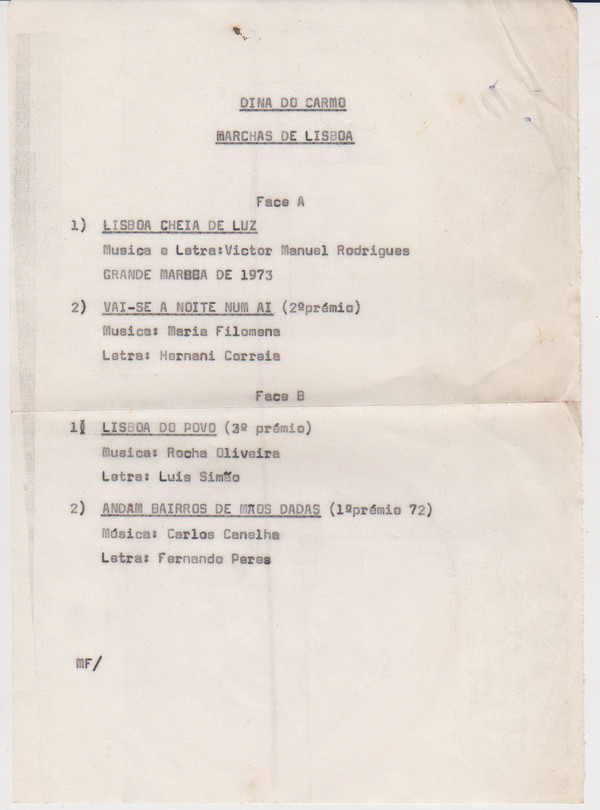 DINA DO CARMO
MARCHAS DE LISBOA
Face A
1) LISBOA CHEIA DE LUZ
Musica e Letra:Victor Manuel Rodrigues
GRANDE MARCHA DE 1973
2) VAI-SE A NOITE NUM AI (2ºprémio)
Musica: Maria Filomena
Letra: Hernani Correia
Face B
1) LISBOA DO POVO (3º prémio)
Musica: Rocha Oliveira
Letra: Luis Simão
2) ANDAM BAIRROS DE MÃOS DADAS (1ºprémio 72)
Música: Carlos Canelha
Letra: Fernando Peres
MF/